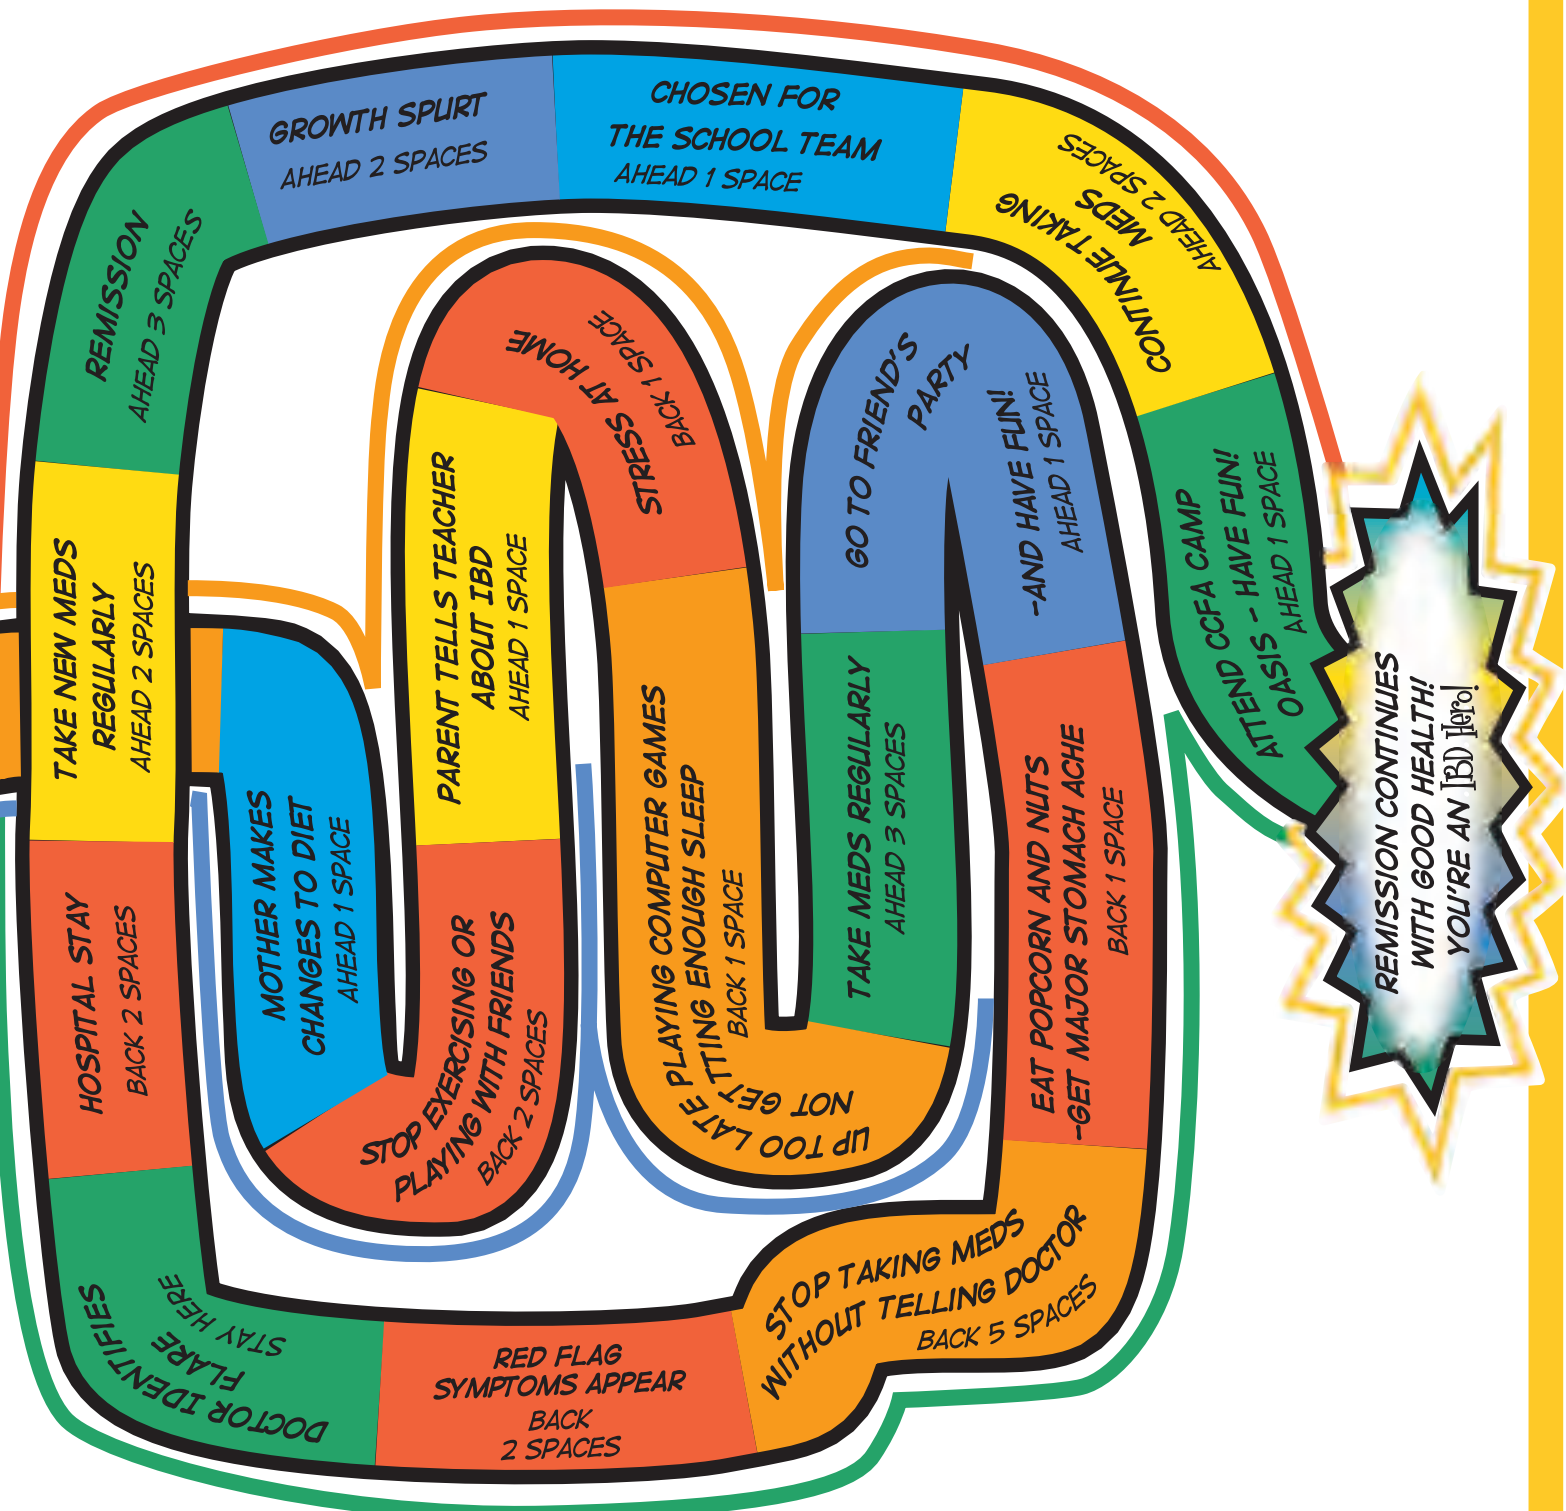 MOTHER MAKES
CHANGES TO DIET
AHEAD 1 SPACE
STOP EXERCISING OR
PLAYING WITH FRIENDS
BACK 2 SPACES
PARENT TELLS TEACHER
ABOUT IBD
AHEAD 1 SPACE
STRESS AT HOME
BACK 1 SPACE
UP TOO LATE PLAYING COMPUTER GAMES
NOT GETTING ENOUGH SLEEP
BACK 1 SPACE
TAKE MEDS REGULARLY
AHEAD 3 SPACES
GO TO FRIEND'S
PARTY
-AND HAVE FUN!
AHEAD 1 SPACE
EAT POPCORN AND NUTS
-GET MAJOR STOMACH ACHE
BACK 1 SPACE
STOP TAKING MEDS
WITHOUT TELLING DOCTOR
BACK 5 SPACES
RED FLAG
SYMPTOMS APPEAR
BACK
2 SPACES
DOCTOR IDENTIFIES
FLARE
STAY HERE
HOSPITAL STAY
BACK 2 SPACES
TAKE NEW MEDS
REGULARLY
AHEAD 2 SPACES
REMISSION
AHEAD 3 SPACES
GROWTH SPURT
AHEAD 2 SPACES
CHOSEN FOR
THE SCHOOL TEAM
AHEAD 1 SPACE
CONTINUE TAKING
MEDS
AHEAD 2 SPACES
ATTEND CCFA CAMP
OASIS - HAVE FUN!
AHEAD 1 SPACE
REMISSION CONTINUES
WITH GOOD HEALTH!
YOU'RE AN IBD Hero!